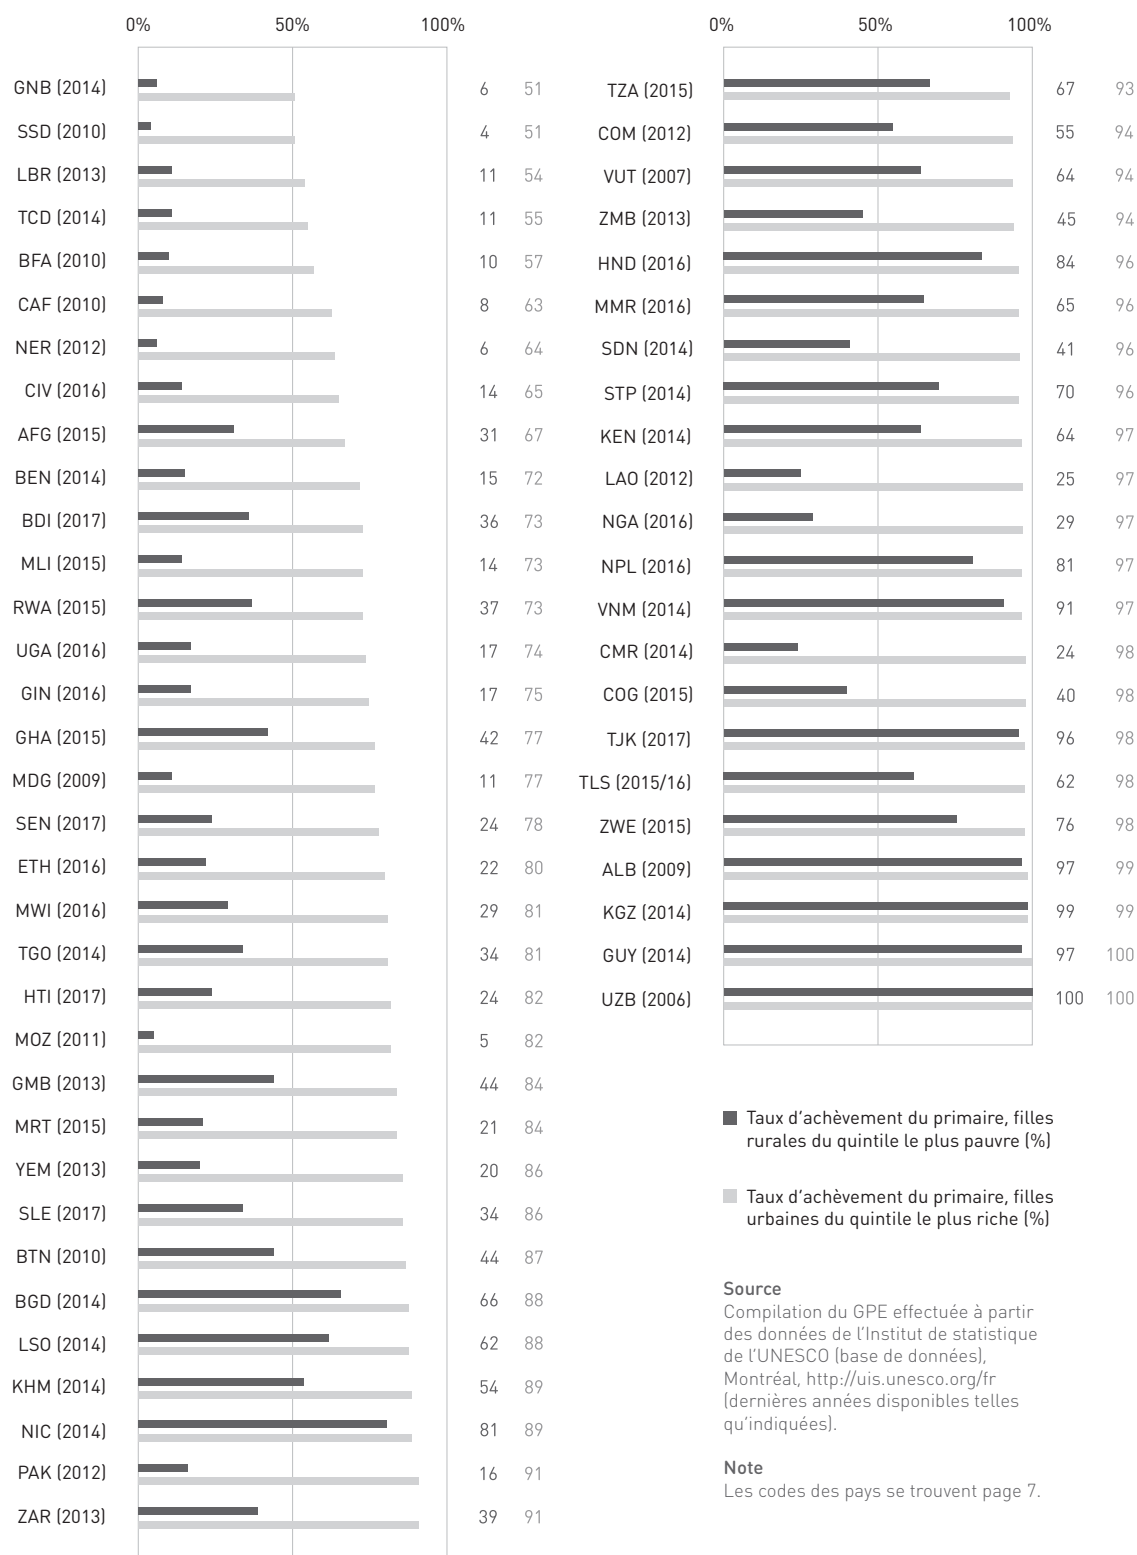 0% 50% 100%
GNB (2014) 6 51
SSD (2010) 4 51
LBR (2013) 11 54
TCD (2014) 11 55
BFA (2010) 10 57
CAF (2010) 8 63
NER (2012) 6 64
CIV (2016) 14 65
AFG (2015) 31 67
BEN (2014) 15 72
BDI (2017) 36 73
MLI (2015) 14 73
RWA (2015) 37 73
UGA (2016) 17 74
GIN (2016) 17 75
GHA (2015) 42 77
MDG (2009) 11 77
SEN (2017) 24 78
ETH (2016) 22 80
MWI (2016) 29 81
TGO (2014) 34 81
HTI (2017) 24 82
MOZ (2011) 5 82
GMB (2013) 44 84
MRT (2015) 21 84
YEM (2013) 20 86
SLE (2017) 34 86
BTN (2010) 44 87
BGD (2014) 66 88
LSO (2014) 62 88
KHM (2014) 54 89
NIC (2014) 81 89
PAK (2012) 16 91
ZAR (2013) 39 91
0% 50% 100%
TZA (2015) 67 93
COM (2012) 55 94
VUT (2007) 64 94
ZMB (2013) 45 94
HND (2016) 84 96
MMR (2016) 65 96
SDN (2014) 41 96
STP (2014) 70 96
KEN (2014) 64 97
LAO (2012) 25 97
NGA (2016) 29 97
NPL (2016) 81 97
VNM (2014) 91 97
CMR (2014) 24 98
COG (2015) 40 98
TJK (2017) 96 98
TLS (2015/16) 62 98
ZWE (2015) 76 98
ALB (2009) 97 99
KGZ (2014) 99 99
GUY (2014) 97 100
UZB (2006) 100 100
Taux d'achèvement du primaire, filles
rurales du quintile le plus pauvre (%)
Taux d'achèvement du primaire, filles
urbaines du quintile le plus riche (%)
Source
Compilation du GPE effectuée à partir
des données de l'Institut de statistique
de l'UNESCO (base de données),
Montréal, http://uis.unesco.org/fr
(dernières années disponibles telles
qu'indiquées).
Note
Les codes des pays se trouvent page 7.